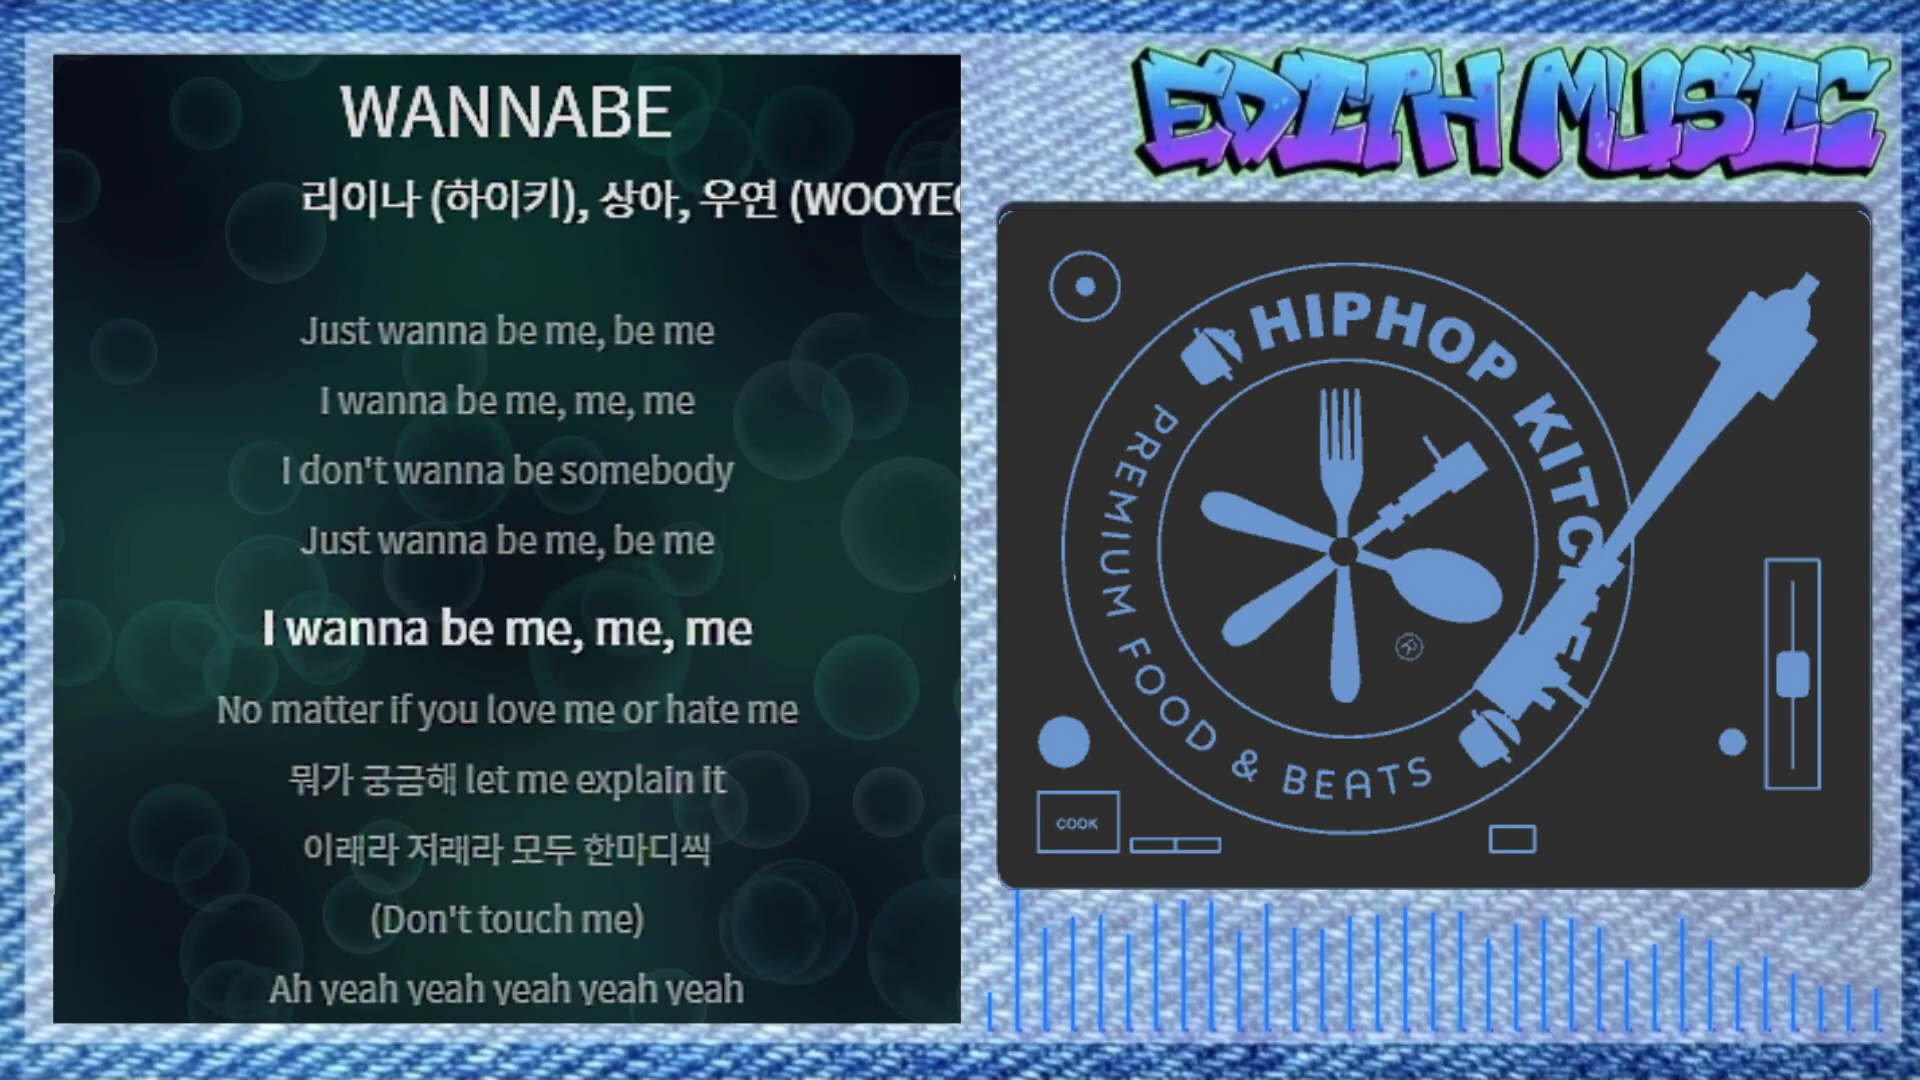 WANNABE
리이나 (하이키), 상아, 우연 (WOOYE
Just wanna be me, be me
I wanna be me, me, me
I don't wanna be somebody
Just wanna be me, be me
I wanna be me, me, me
No matter if you love me or hate me
뭐가 궁금해 let me explain it
이래라 저래라 모두 한마디씩
(Don't touch me)
Ah yeah yeah yeah yeah yeah
EDITH MUSIC
HIPHOP KITCHEN
PREMIUM FOOD & BEATS
®
COOK